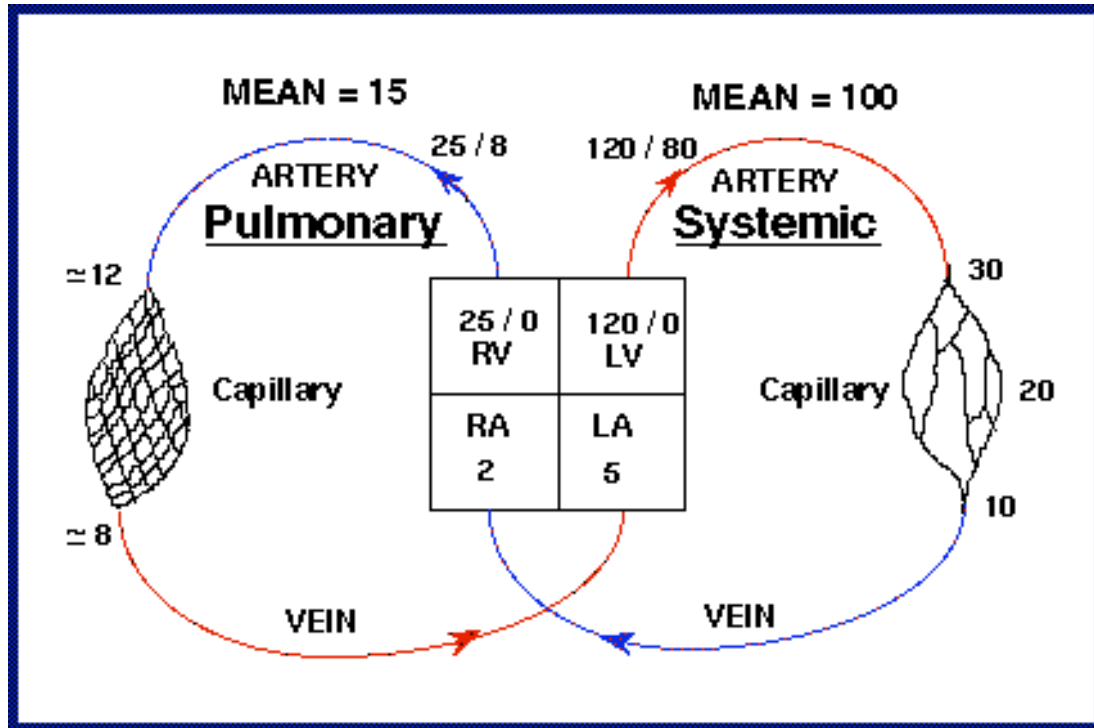 MEAN = 15
25 / 8
ARTERY
Pulmonary
≃ 12
Capillary
≃ 8
VEIN
25 / 0
RV
120 / 0
LV
RA
2
LA
5
MEAN = 100
120 / 80
ARTERY
Systemic
30
Capillary
20
10
VEIN